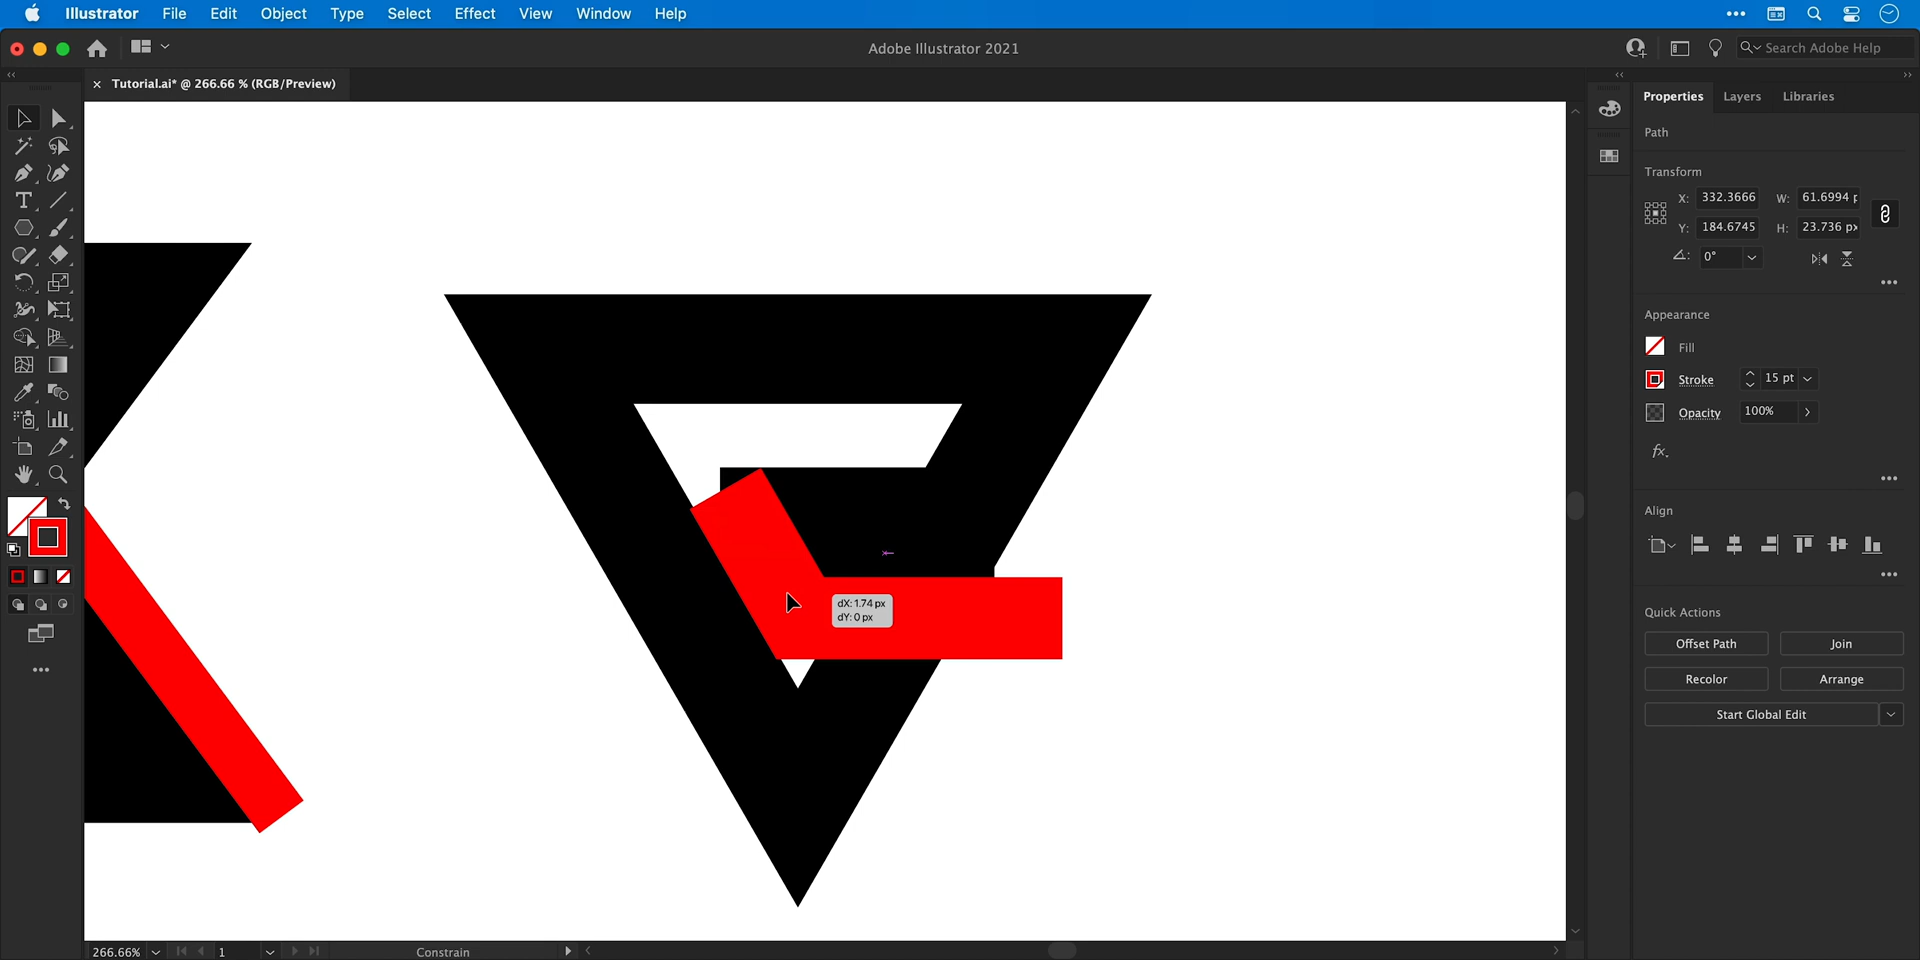 Illustrator File Edit Object Type Select Effect View Window Help
Adobe Illustrator 2021
Search Adobe Help
Tutorial.ai* @ 266.66 % (RGB/Preview)
Properties Layers Libraries
Path
Transform
X: 332.3666 W: 61.6994 p
Y: 184.6745 H: 23.736 px
0°
Appearance
Fill
Stroke 15 pt
Opacity 100%
fx.
Align
dX: 1.74 px
dY: 0 px
Quick Actions
Offset Path Join
Recolor Arrange
Start Global Edit
266.66% 1 Constrain